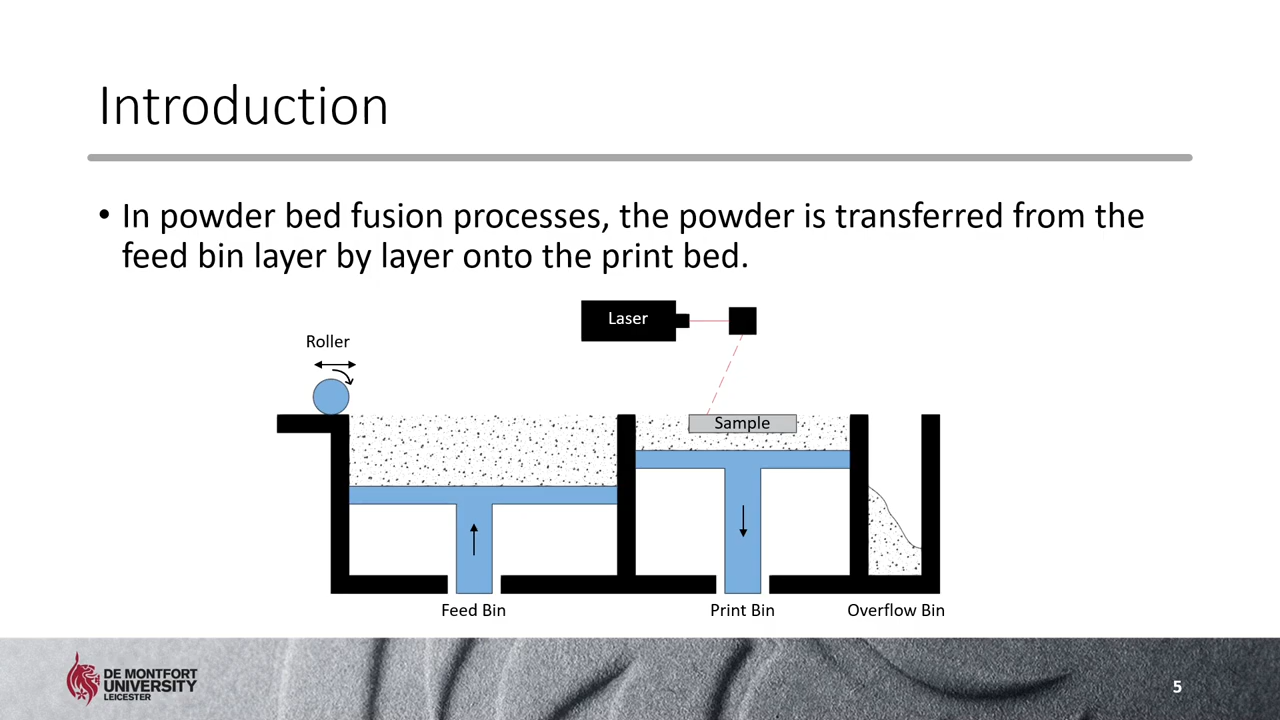 Introduction
• In powder bed fusion processes, the powder is transferred from the
feed bin layer by layer onto the print bed.
Laser
Roller
Sample
Feed Bin
Print Bin
Overflow Bin
DE MONTFORT
UNIVERSITY
LEICESTER
5